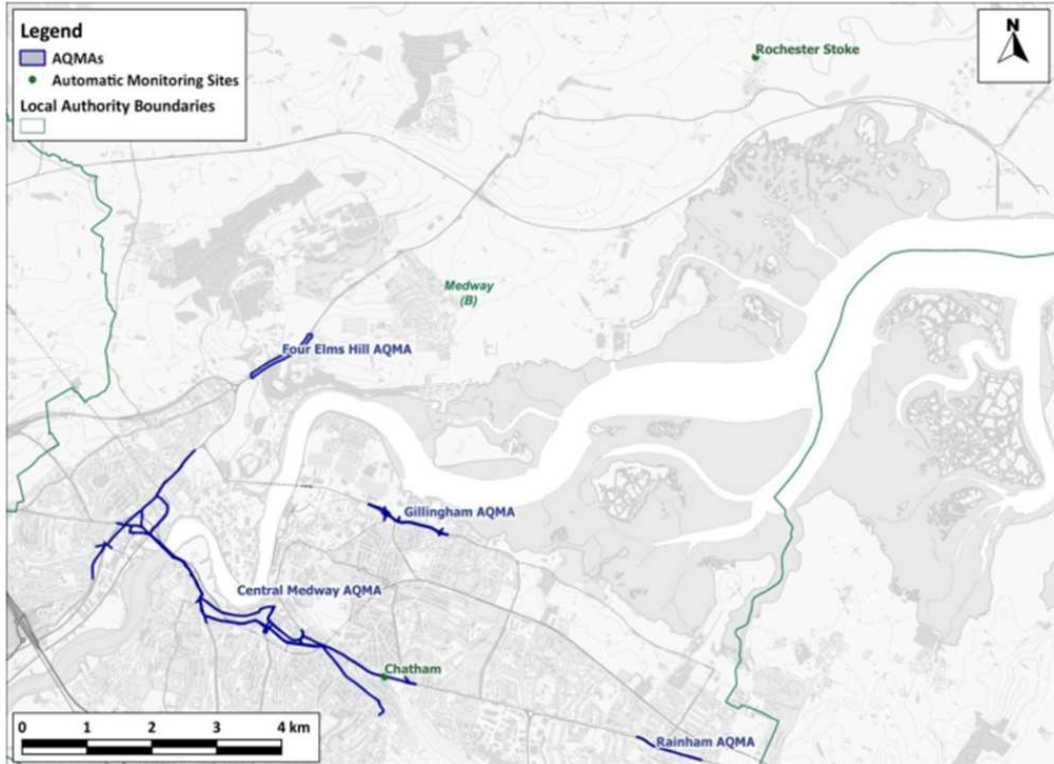 Legend
AQMAs
Automatic Monitoring Sites
Local Authority Boundaries
N
Rochester Stoke
Medway
(B)
Four Elms Hill AQMA
Gillingham AQMA
Central Medway AQMA
Chatham
Rainham AQMA
0 1 2 3 4 km